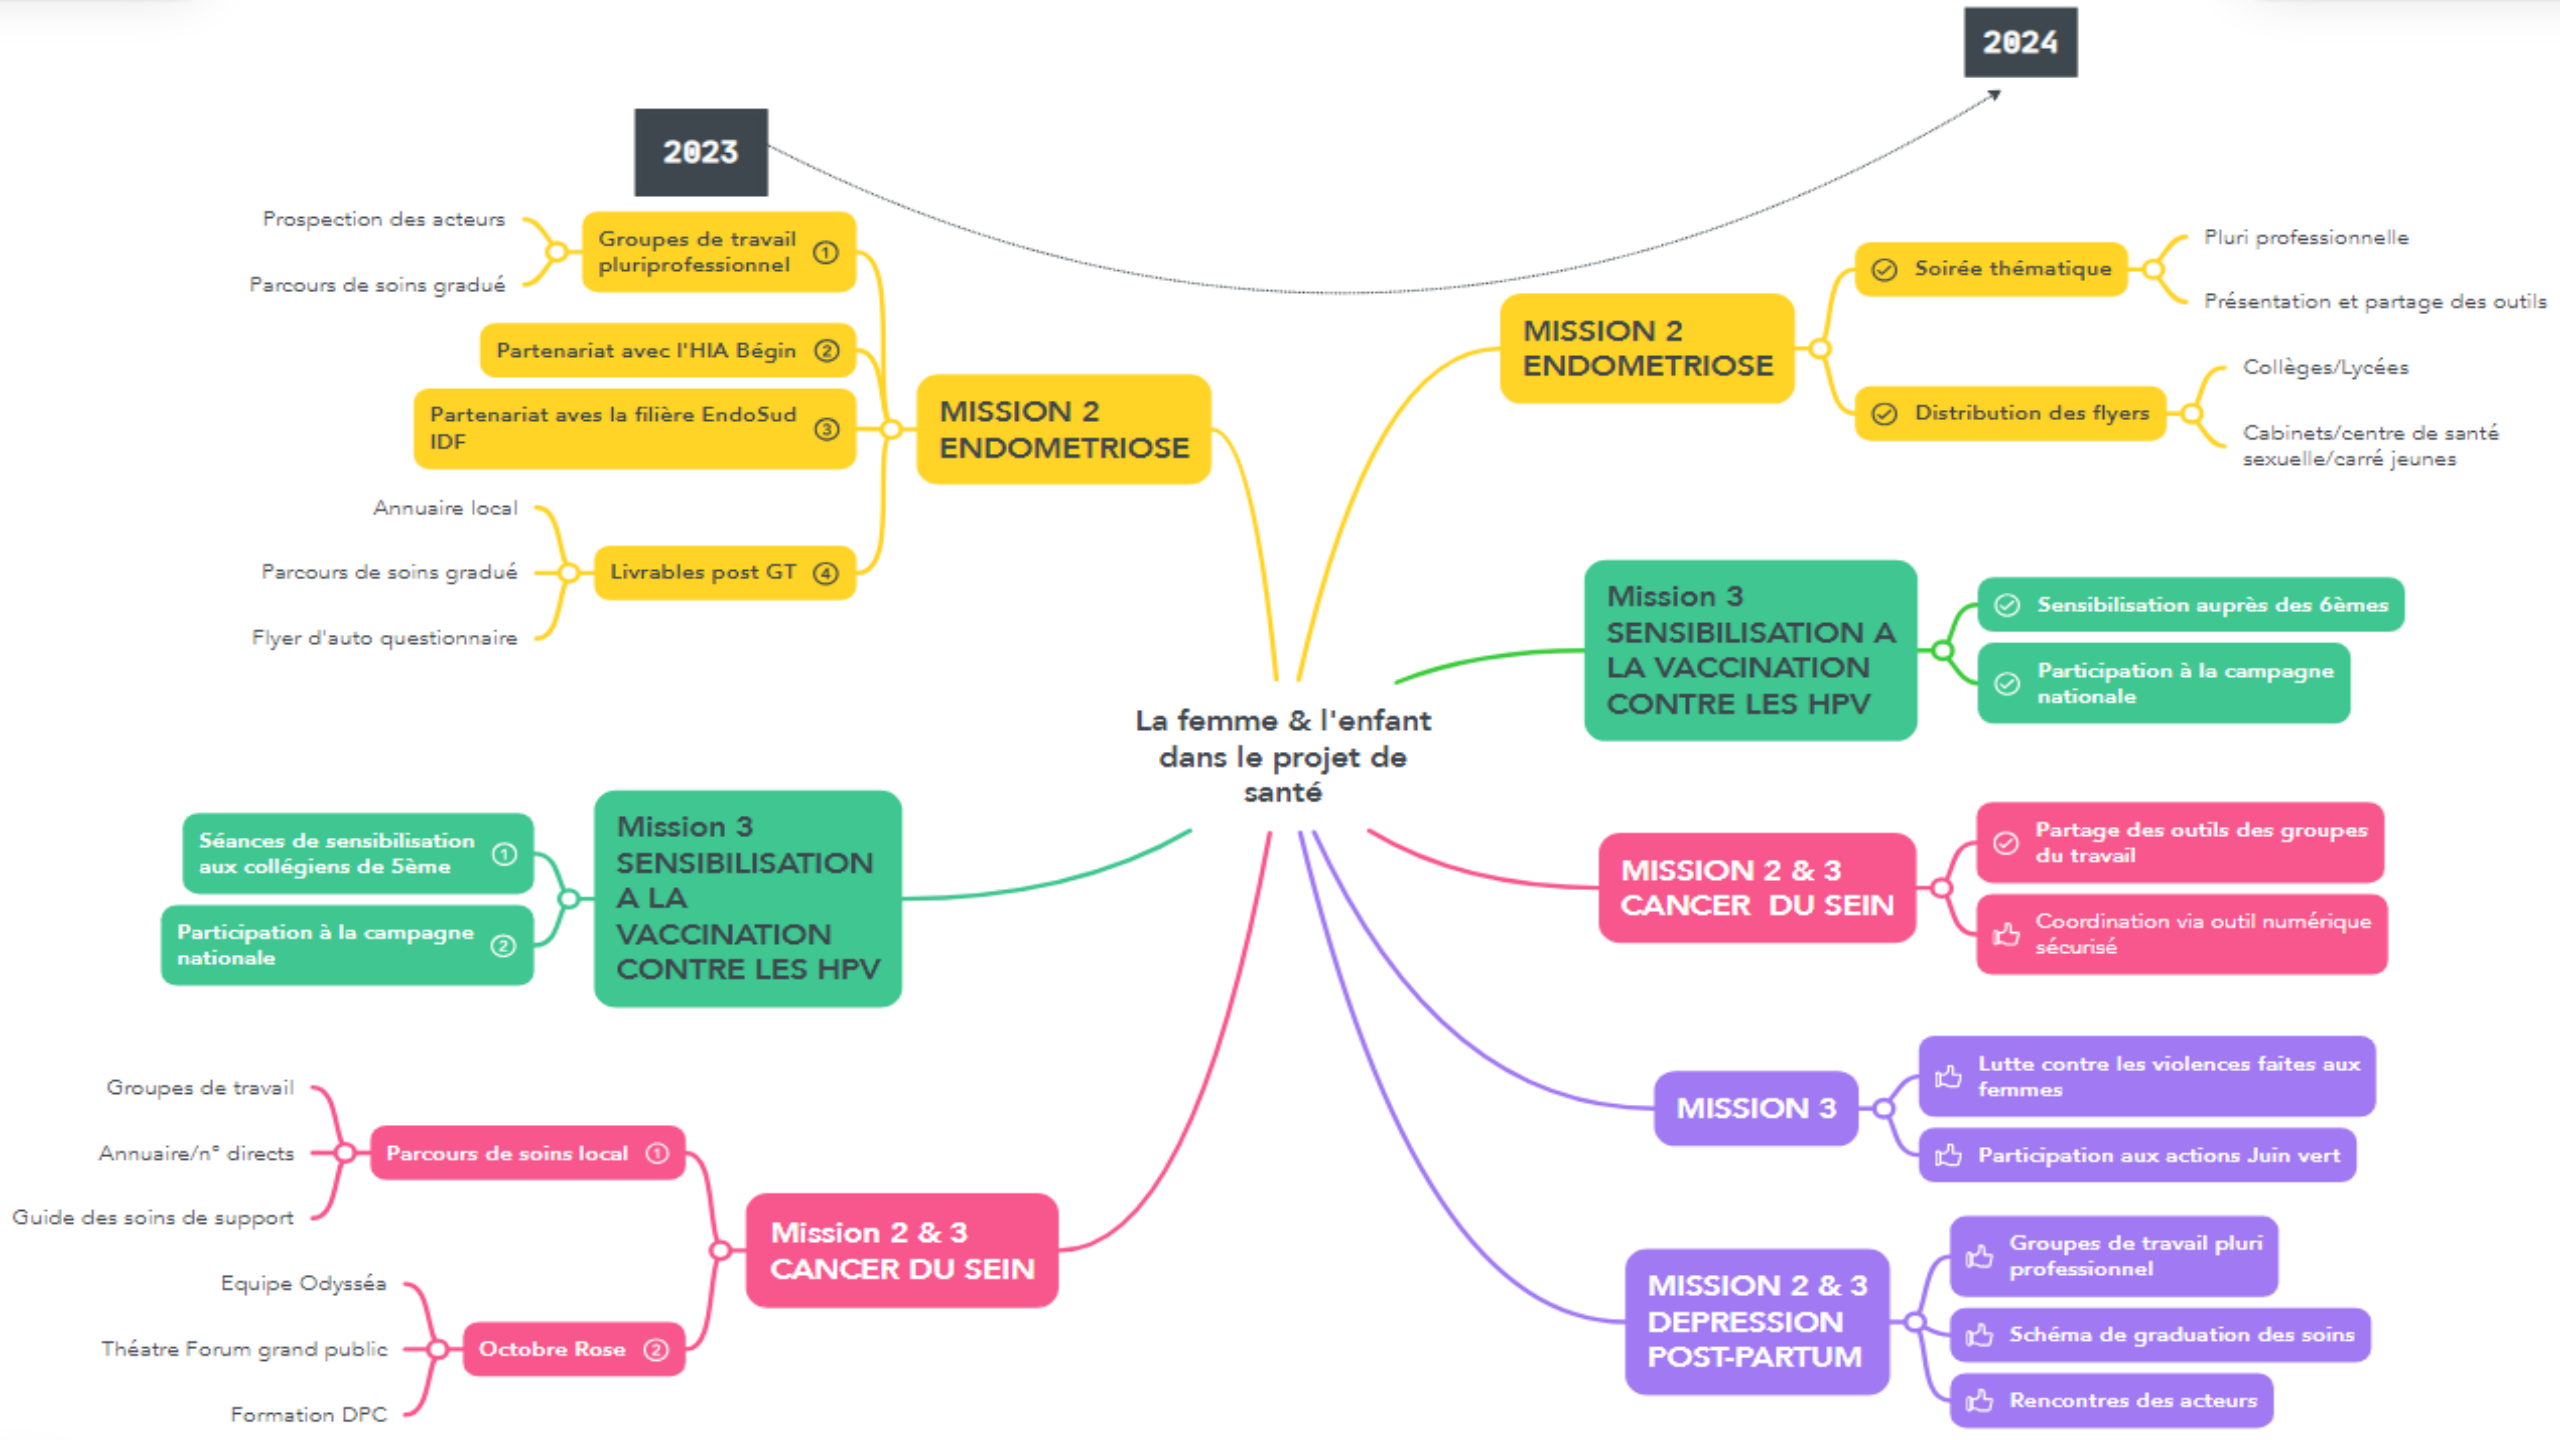 2024
2023
Prospection des acteurs
Parcours de soins gradué
Groupes de travail
pluriprofessionnel
1
Partenariat avec l'HIA Bégin
2
Partenariat aves la filière EndoSud
IDF
3
Annuaire local
Parcours de soins gradué
Flyer d'auto questionnaire
Livrables post GT
4
MISSION 2
ENDOMETRIOSE
Séances de sensibilisation
aux collégiens de 5ème
1
Participation à la campagne
nationale
2
Mission 3
SENSIBILISATION
A LA
VACCINATION
CONTRE LES HPV
Groupes de travail
Annuaire/n° directs
Guide des soins de support
Parcours de soins local
1
Equipe Odysséa
Théatre Forum grand public
Formation DPC
Octobre Rose
2
Mission 2 & 3
CANCER DU SEIN
La femme & l'enfant
dans le projet de
santé
MISSION 2
ENDOMETRIOSE
Soirée thématique
Pluri professionnelle
Présentation et partage des outils
Distribution des flyers
Collèges/Lycées
Cabinets/centre de santé
sexuelle/carré jeunes
Mission 3
SENSIBILISATION A
LA VACCINATION
CONTRE LES HPV
Sensibilisation auprès des 6èmes
Participation à la campagne
nationale
MISSION 2 & 3
CANCER DU SEIN
Partage des outils des groupes
du travail
Coordination via outil numérique
sécurisé
MISSION 3
Lutte contre les violences faites aux
femmes
Participation aux actions Juin vert
MISSION 2 & 3
DEPRESSION
POST-PARTUM
Groupes de travail pluri
professionnel
Schéma de graduation des soins
Rencontres des acteurs